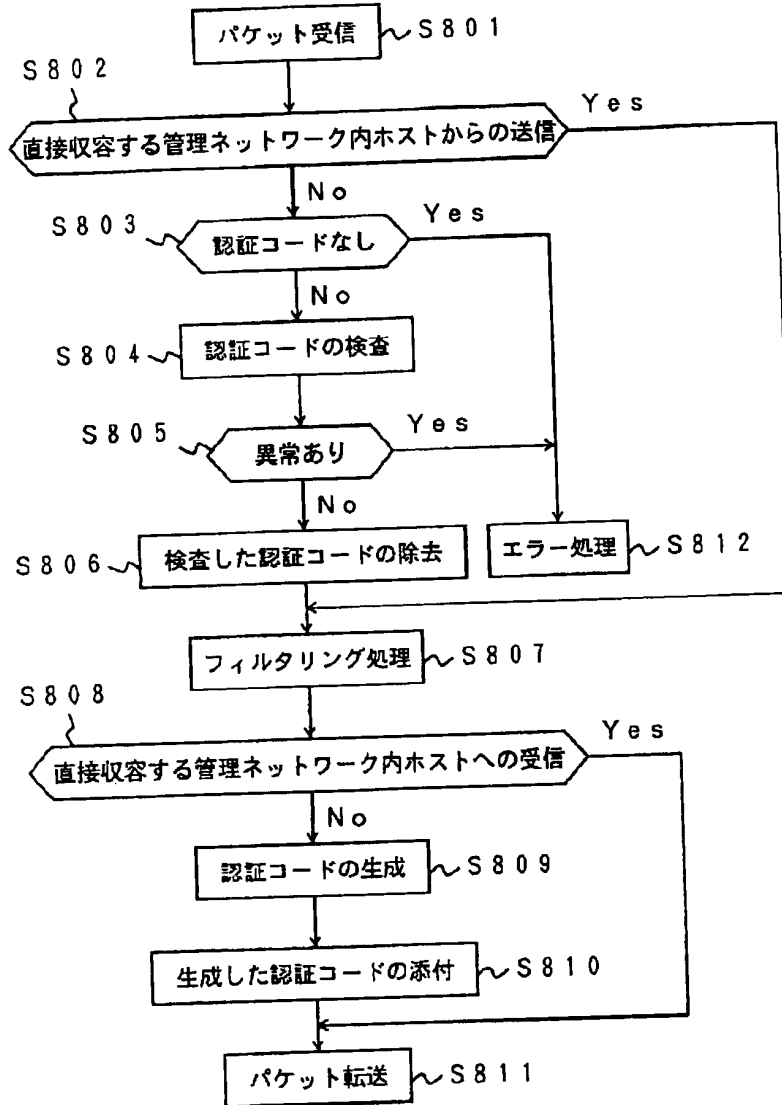 パケット受信 S801
S802
直接収容する管理ネットワーク内ホストからの送信 Yes
No
S803 認証コードなし Yes
No
S804 認証コードの検査
S805 異常あり Yes
No
S806 検査した認証コードの除去
エラー処理 S812
フィルタリング処理 S807
S808
直接収容する管理ネットワーク内ホストへの受信 Yes
No
認証コードの生成 S809
生成した認証コードの添付 S810
パケット転送 S811